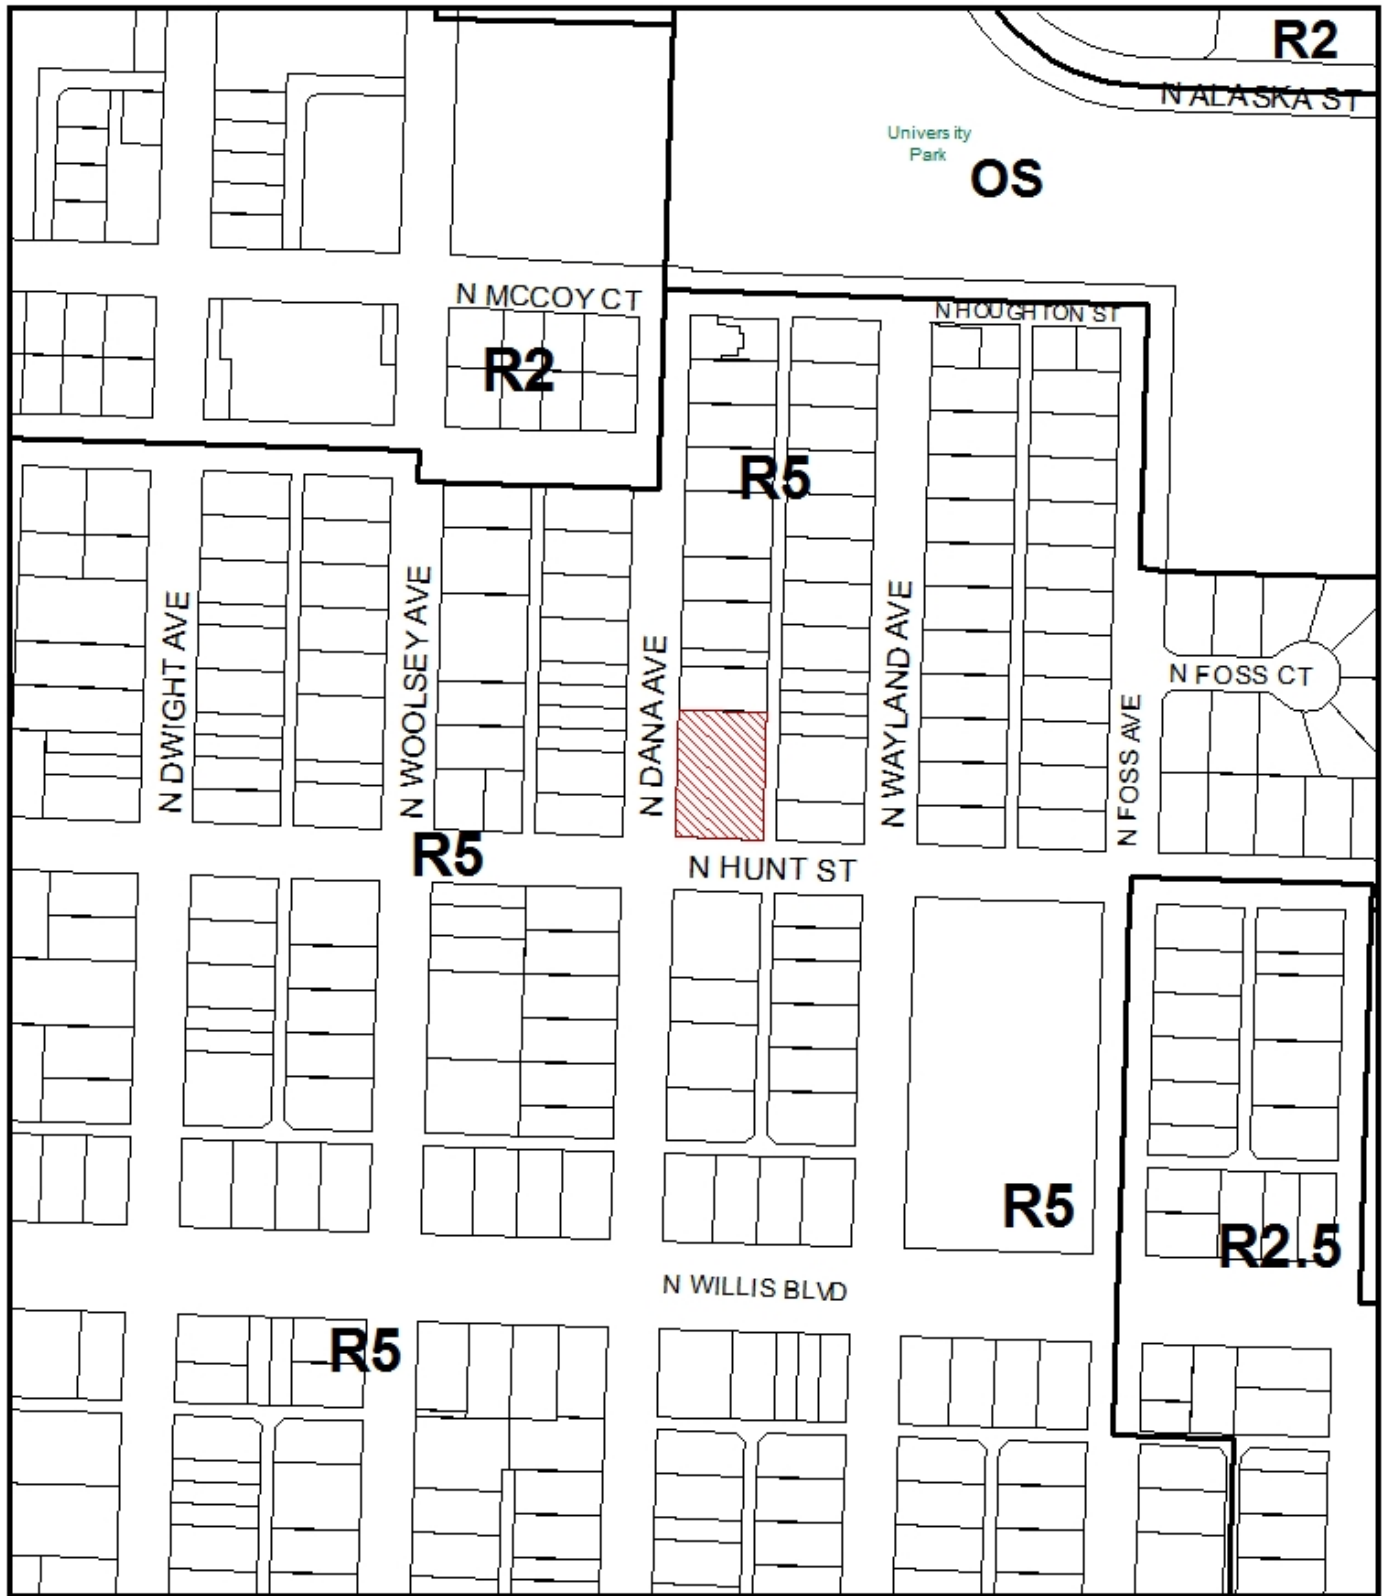 R2
N ALASKA ST
University
Park
OS
N MCCOY CT
N HOUGHTON ST
R2
R5
N DWIGHT AVE
N WOOLSEY AVE
N DANA AVE
N WAYLAND AVE
N FOSS CT
N FOSS AVE
R5
N HUNT ST
R5
R2.5
N WILLIS BLVD
R5